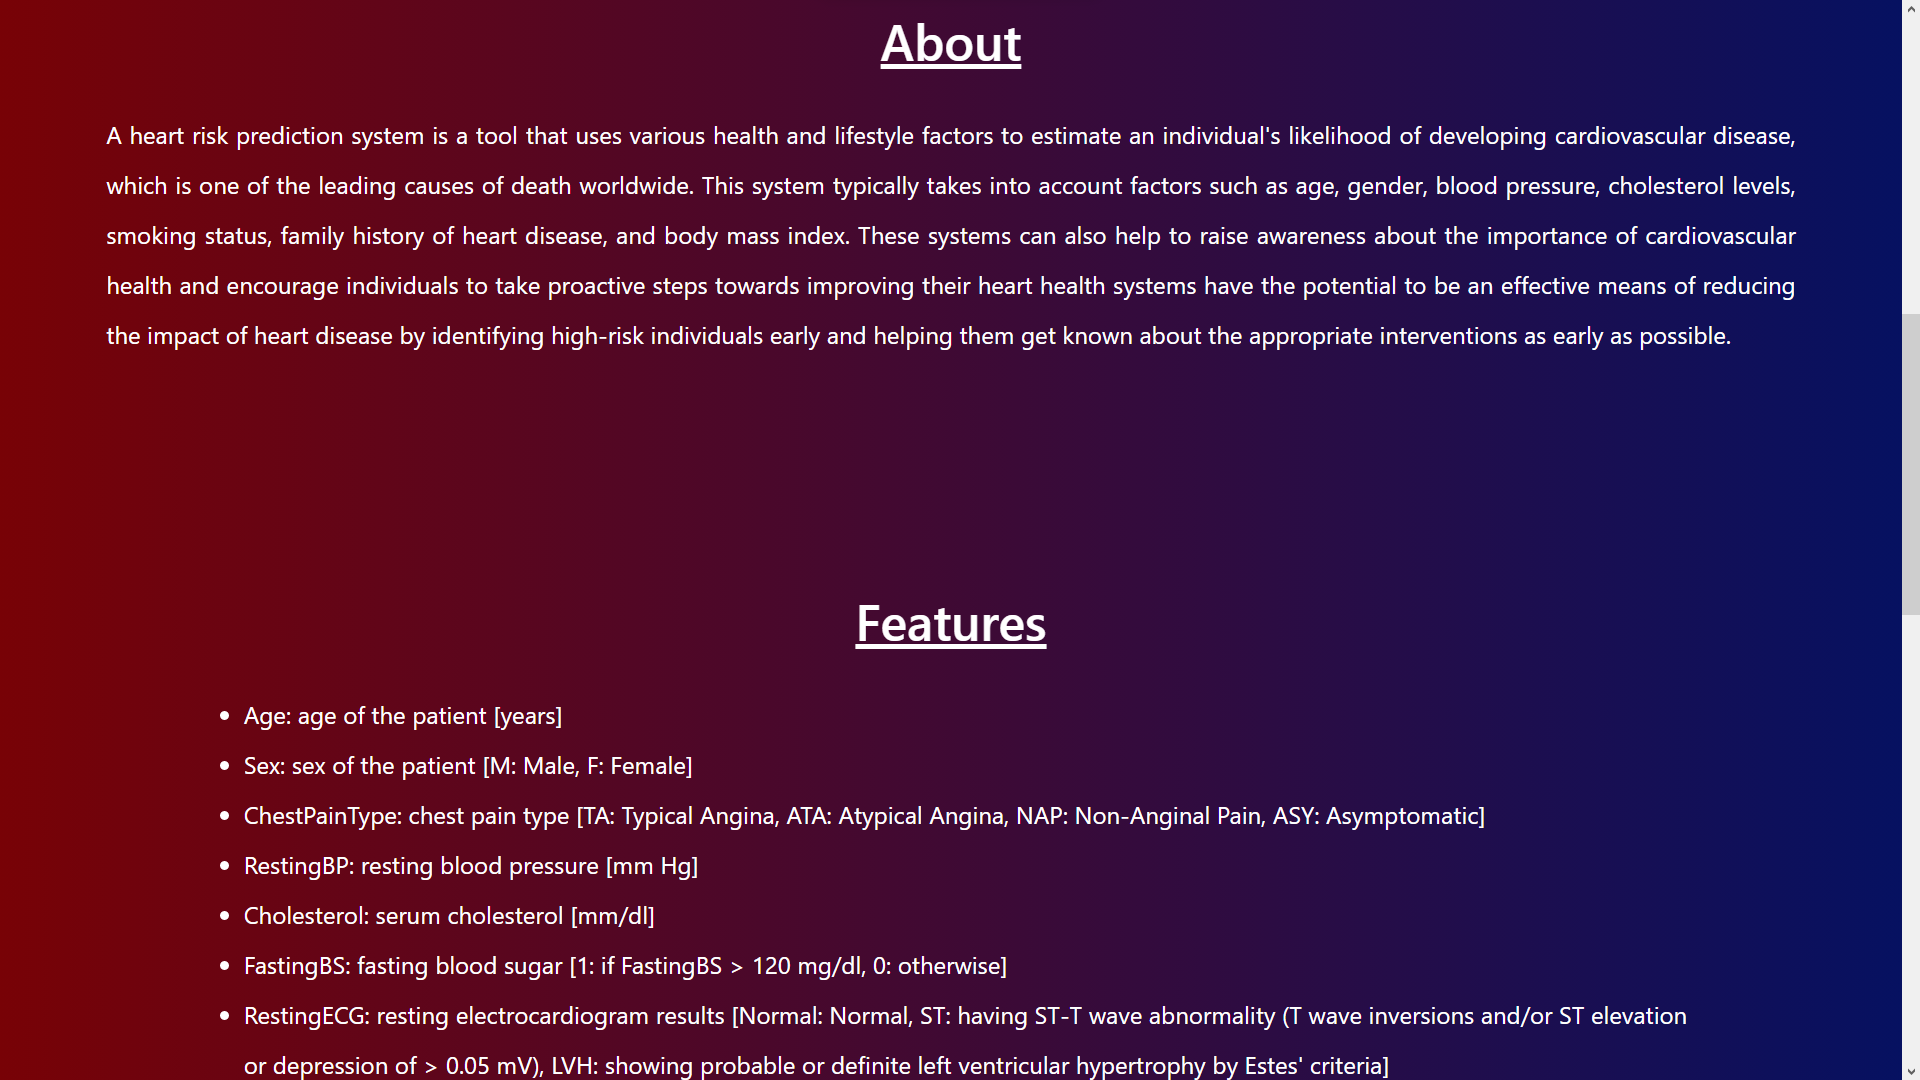 About
A heart risk prediction system is a tool that uses various health and lifestyle factors to estimate an individual's likelihood of developing cardiovascular disease,
which is one of the leading causes of death worldwide. This system typically takes into account factors such as age, gender, blood pressure, cholesterol levels,
smoking status, family history of heart disease, and body mass index. These systems can also help to raise awareness about the importance of cardiovascular
health and encourage individuals to take proactive steps towards improving their heart health systems have the potential to be an effective means of reducing
the impact of heart disease by identifying high-risk individuals early and helping them get known about the appropriate interventions as early as possible.
Features
• Age: age of the patient [years]
• Sex: sex of the patient [M: Male, F: Female]
• ChestPainType: chest pain type [TA: Typical Angina, ATA: Atypical Angina, NAP: Non-Anginal Pain, ASY: Asymptomatic]
• RestingBP: resting blood pressure [mm Hg]
• Cholesterol: serum cholesterol [mm/dl]
• FastingBS: fasting blood sugar [1: if FastingBS > 120 mg/dl, 0: otherwise]
• RestingECG: resting electrocardiogram results [Normal: Normal, ST: having ST-T wave abnormality (T wave inversions and/or ST elevation
or depression of > 0.05 mV), LVH: showing probable or definite left ventricular hypertrophy by Estes' criteria]